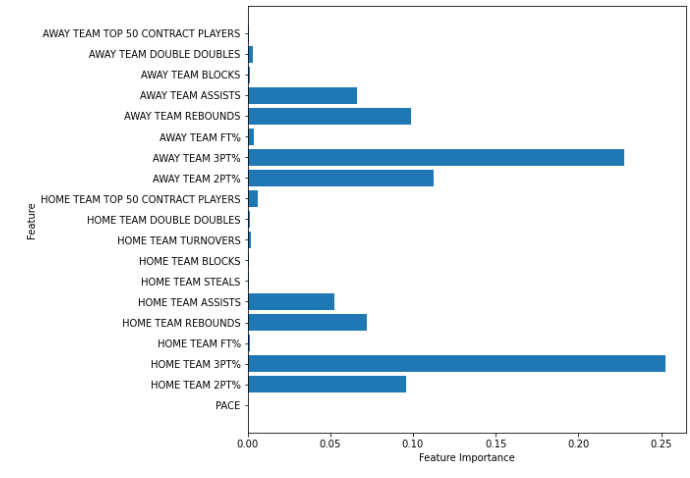 AWAY TEAM TOP 50 CONTRACT PLAYERS
AWAY TEAM DOUBLE DOUBLES
AWAY TEAM BLOCKS
AWAY TEAM ASSISTS
AWAY TEAM REBOUNDS
AWAY TEAM FT%
AWAY TEAM 3PT%
AWAY TEAM 2PT%
HOME TEAM TOP 50 CONTRACT PLAYERS
HOME TEAM DOUBLE DOUBLES
HOME TEAM TURNOVERS
HOME TEAM BLOCKS
HOME TEAM STEALS
HOME TEAM ASSISTS
HOME TEAM REBOUNDS
HOME TEAM FT%
HOME TEAM 3PT%
HOME TEAM 2PT%
PACE
Feature
0.00 0.05 0.10 0.15 0.20 0.25
Feature Importance